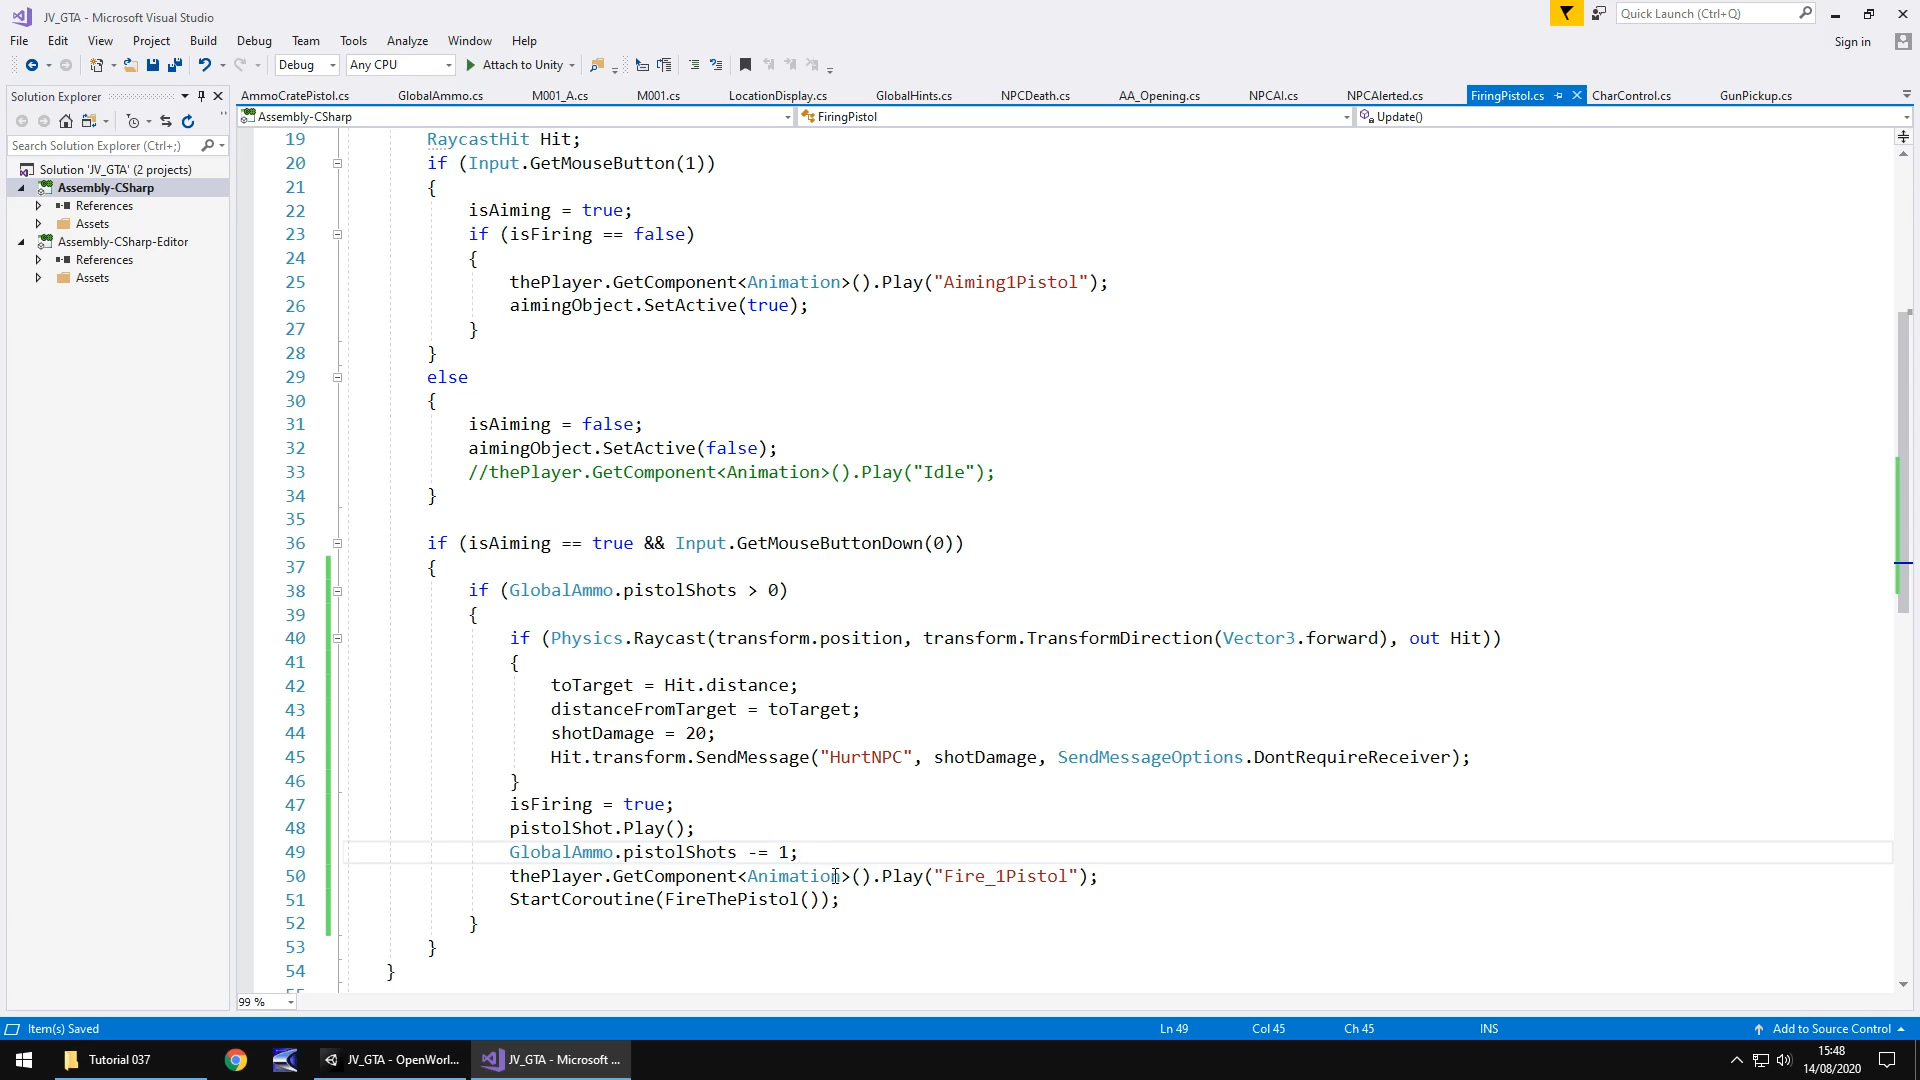 JV_GTA - Microsoft Visual Studio
Quick Launch (Ctrl+Q)
File Edit View Project Build Debug Team Tools Analyze Window Help
Sign in
Debug Any CPU Attach to Unity
Solution Explorer
AmmoCratePistol.cs GlobalAmmo.cs M001_A.cs M001.cs LocationDisplay.cs GlobalHints.cs NPCDeath.cs AA_Opening.cs NPCAI.cs NPCAlerted.cs FiringPistol.cs CharControl.cs GunPickup.cs
Assembly-CSharp FiringPistol Update()
Search Solution Explorer (Ctrl+;)
Solution 'JV_GTA' (2 projects)
Assembly-CSharp
References
Assets
Assembly-CSharp-Editor
References
Assets
19 RaycastHit Hit;
20 if (Input.GetMouseButton(1))
21 {
22 isAiming = true;
23 if (isFiring == false)
24 {
25 thePlayer.GetComponent<Animation>().Play("Aiming1Pistol");
26 aimingObject.SetActive(true);
27 }
28 }
29 else
30 {
31 isAiming = false;
32 aimingObject.SetActive(false);
33 //thePlayer.GetComponent<Animation>().Play("Idle");
34 }
35
36 if (isAiming == true && Input.GetMouseButtonDown(0))
37 {
38 if (GlobalAmmo.pistolShots > 0)
39 {
40 if (Physics.Raycast(transform.position, transform.TransformDirection(Vector3.forward), out Hit))
41 {
42 toTarget = Hit.distance;
43 distanceFromTarget = toTarget;
44 shotDamage = 20;
45 Hit.transform.SendMessage("HurtNPC", shotDamage, SendMessageOptions.DontRequireReceiver);
46 }
47 isFiring = true;
48 pistolShot.Play();
49 GlobalAmmo.pistolShots -= 1;
50 thePlayer.GetComponent<Animation>().Play("Fire_1Pistol");
51 StartCoroutine(FireThePistol());
52 }
53 }
54 }
99 %
Item(s) Saved Ln 49 Col 45 Ch 45 INS Add to Source Control
Tutorial 037 JV_GTA - OpenWorl... JV_GTA - Microsoft ...
15:48
14/08/2020